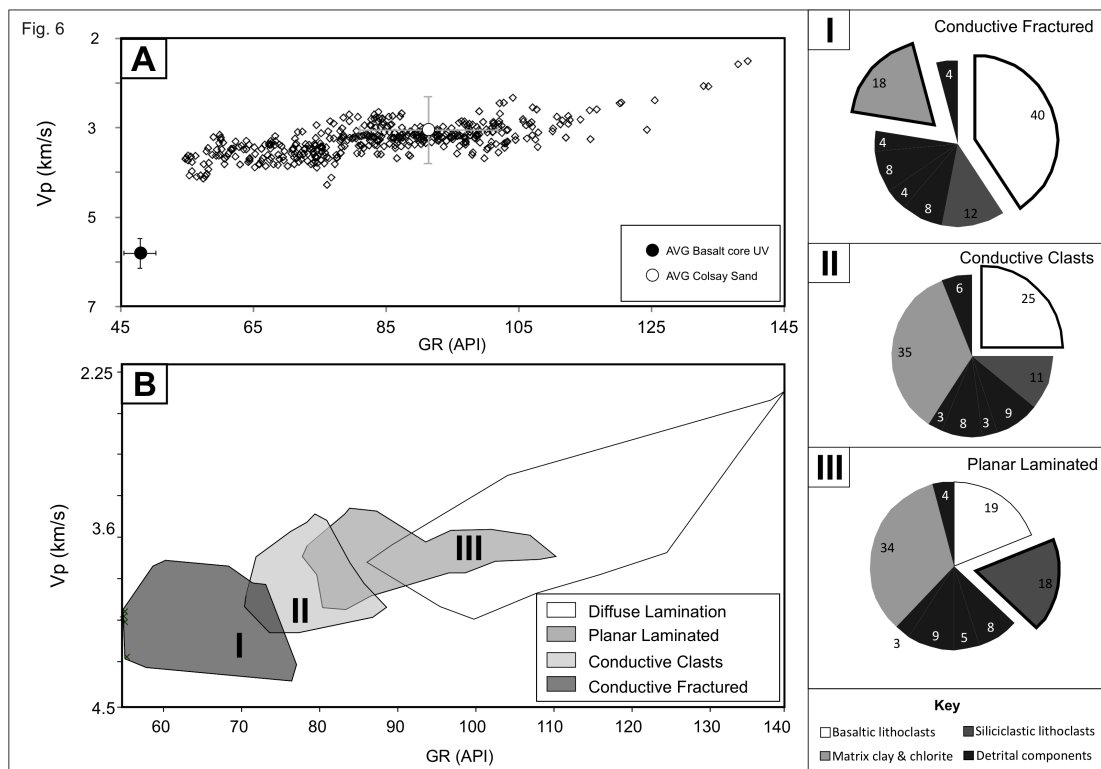 Fig. 6
A
2
3
5
7
Vp (km/s)
45
65
85
105
125
145
GR (API)
AVG Basalt core UV
AVG Colsay Sand
B
2.25
3.6
4.5
Vp (km/s)
60
70
80
90
100
110
120
130
140
GR (API)
I
II
III
Diffuse Lamination
Planar Laminated
Conductive Clasts
Conductive Fractured
I
Conductive Fractured
4
40
18
4
8
4
8
12
II
Conductive Clasts
6
25
35
11
3
8
3
9
III
Planar Laminated
4
19
34
18
3
9
5
8
Key
Basaltic lithoclasts
Siliciclastic lithoclasts
Matrix clay & chlorite
Detrital components